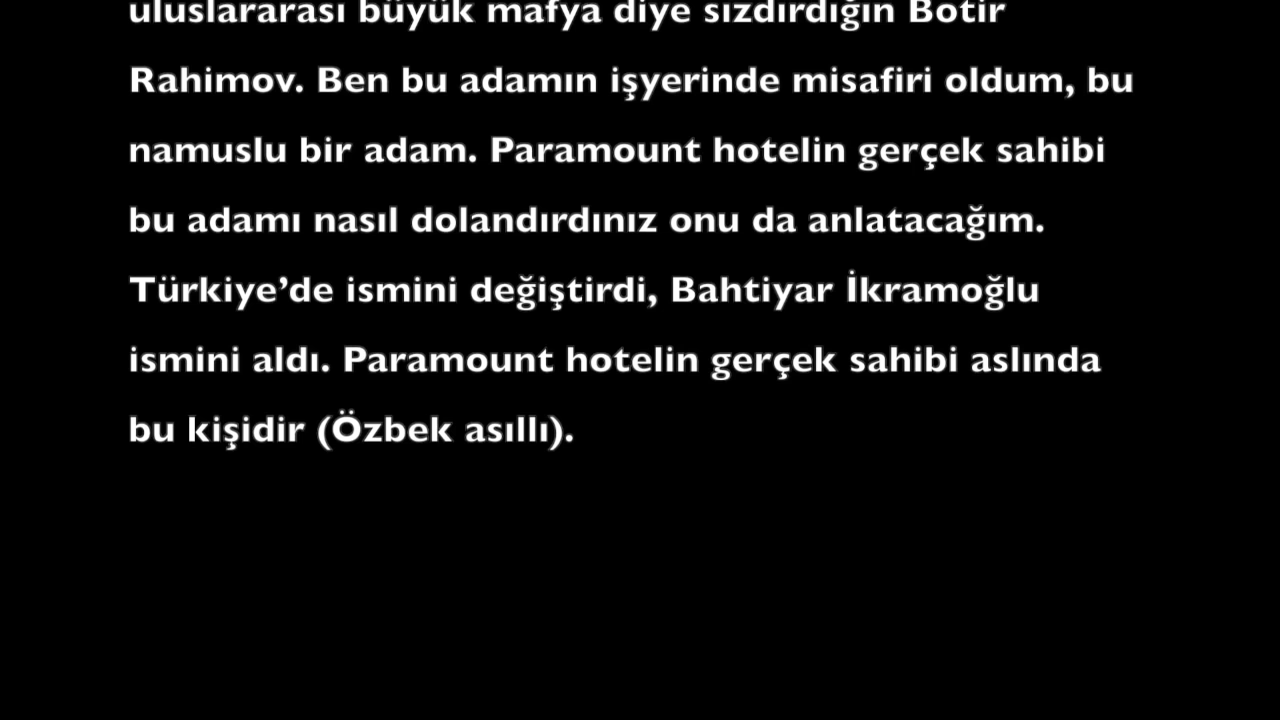 uluslararası büyük mafya diye sızdırdığın Botir
Rahimov. Ben bu adamın işyerinde misafiri oldum, bu
namuslu bir adam. Paramount hotelin gerçek sahibi
bu adamı nasıl dolandırdınız onu da anlatacağım.
Türkiye’de ismini değiştirdi, Bahtiyar İkramoğlu
ismini aldı. Paramount hotelin gerçek sahibi aslında
bu kişidir (Özbek asıllı).